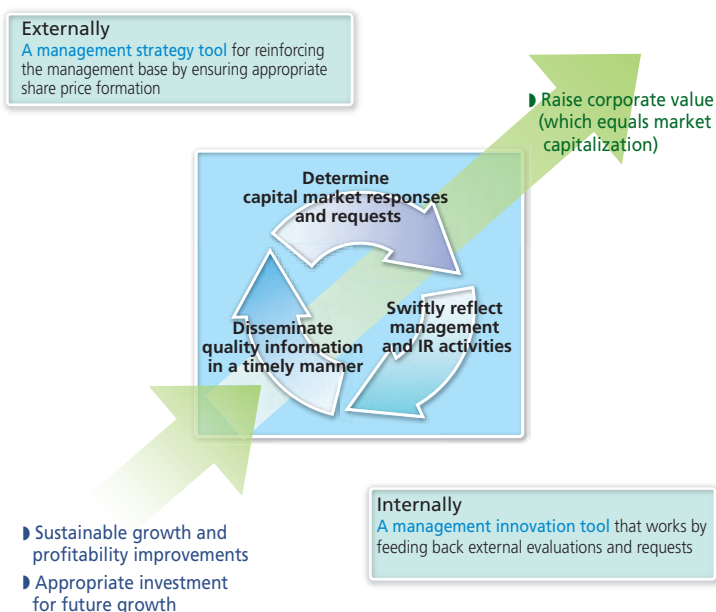 Externally
A management strategy tool for reinforcing
the management base by ensuring appropriate
share price formation
◗ Raise corporate value
(which equals market
capitalization)
Determine
capital market responses
and requests
Swiftly reflect
management
and IR activities
Disseminate
quality information
in a timely manner
Internally
A management innovation tool that works by
feeding back external evaluations and requests
◗ Sustainable growth and
profitability improvements
◗ Appropriate investment
for future growth